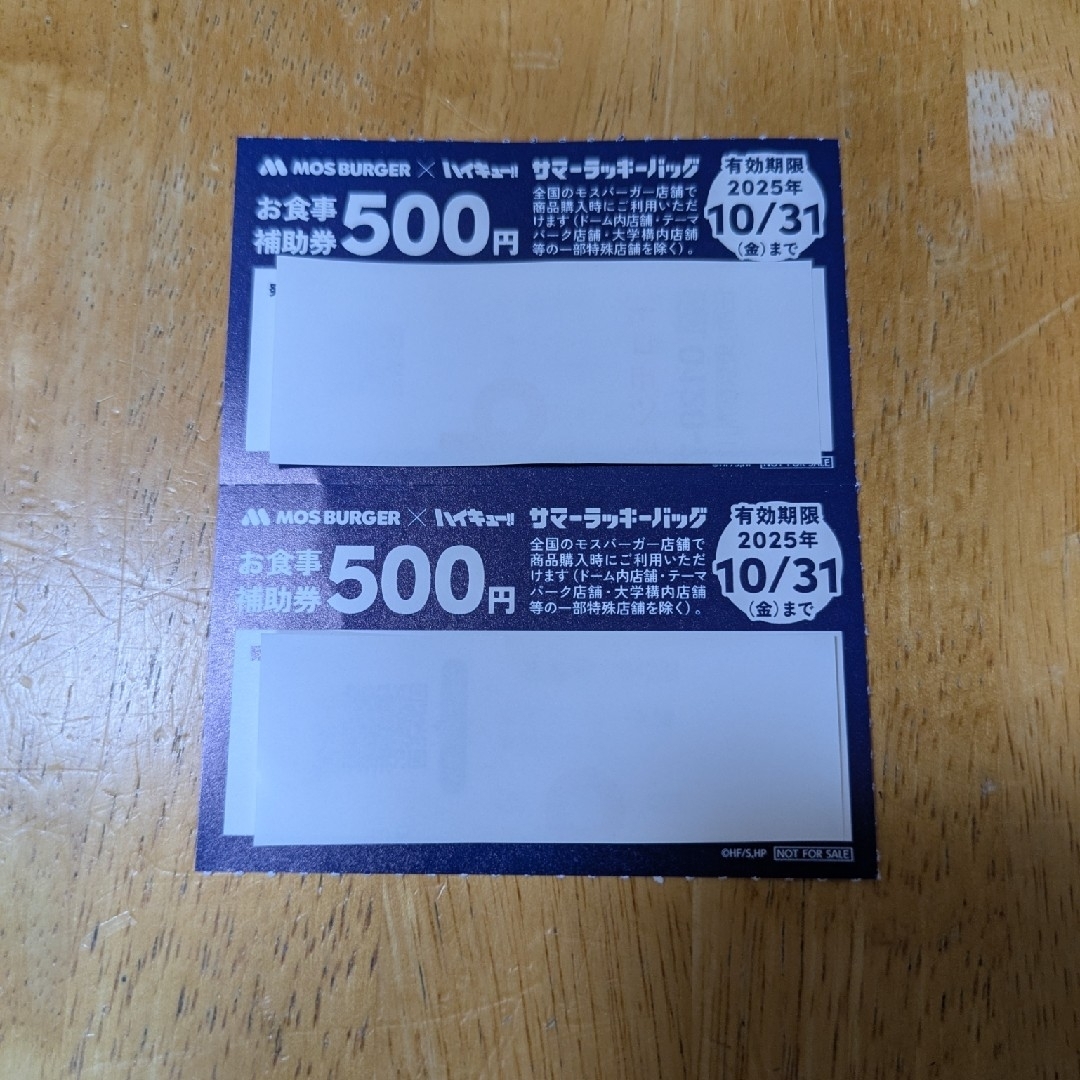 MOS BURGER × ハイキュー!! サマーラッキーバッグ
お食事
補助券 500円
全国のモスバーガー店舗で
商品購入時にご利用いただ
けます（ドーム内店舗・テーマ
パーク店舗・大学構内店舗
等の一部特殊店舗を除く）。
有効期限
2025年
10/31
（金）まで
NOT FOR SALE
MOS BURGER × ハイキュー!! サマーラッキーバッグ
お食事
補助券 500円
全国のモスバーガー店舗で
商品購入時にご利用いただ
けます（ドーム内店舗・テーマ
パーク店舗・大学構内店舗
等の一部特殊店舗を除く）。
有効期限
2025年
10/31
（金）まで
©HF/S,HP NOT FOR SALE